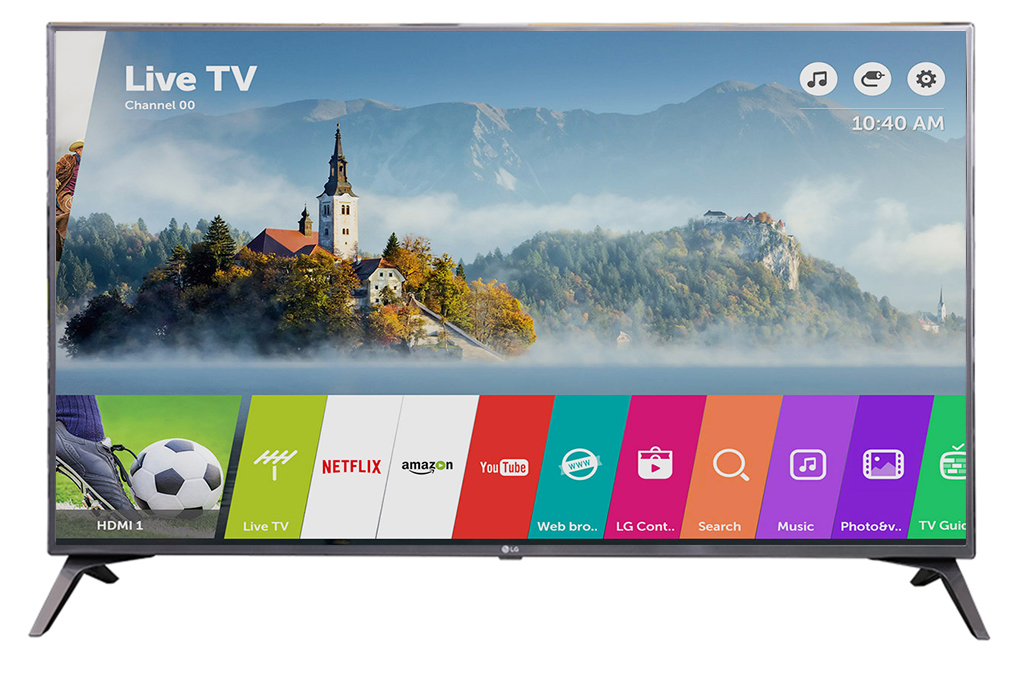 Live TV
Channel 00
10:40 AM
HDMI 1
Live TV
NETFLIX
amazon
YouTube
WWW
Web bro..
LG Cont..
Search
Music
Photo&v..
TV Guid
LG